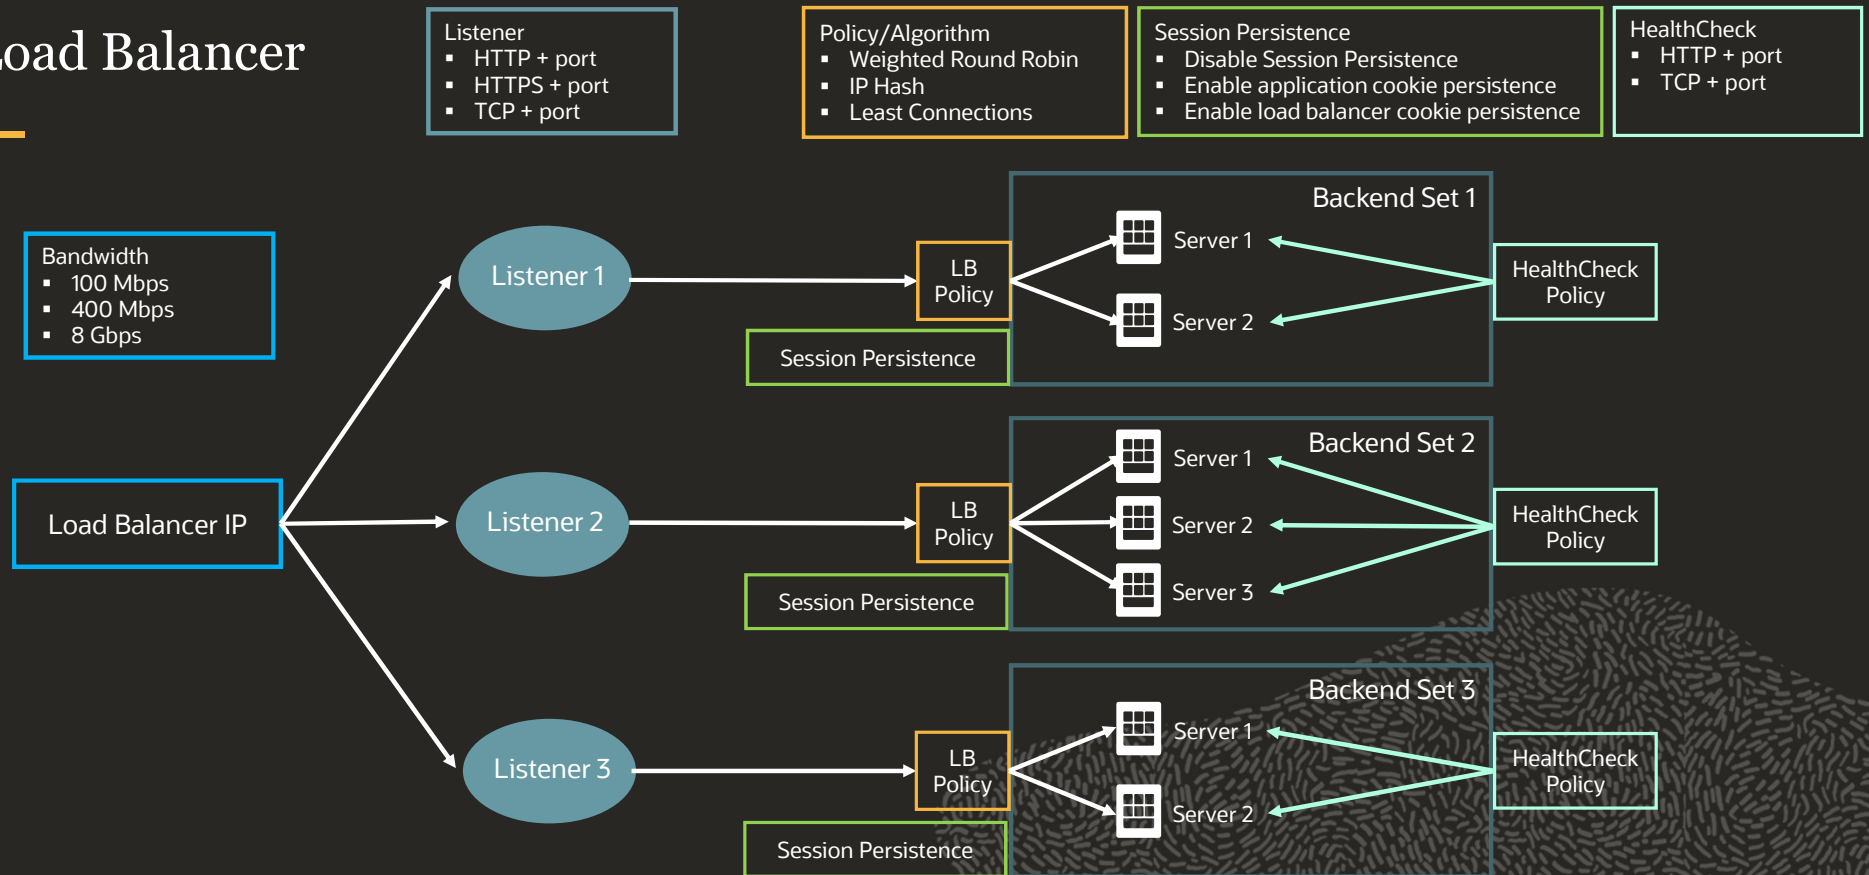 oad Balancer
Listener
▪ HTTP + port
▪ HTTPS + port
▪ TCP + port
Policy/Algorithm
▪ Weighted Round Robin
▪ IP Hash
▪ Least Connections
Session Persistence
▪ Disable Session Persistence
▪ Enable application cookie persistence
▪ Enable load balancer cookie persistence
HealthCheck
▪ HTTP + port
▪ TCP + port
Bandwidth
▪ 100 Mbps
▪ 400 Mbps
▪ 8 Gbps
Load Balancer IP
Listener 1
LB
Policy
Session Persistence
Backend Set 1
Server 1
Server 2
HealthCheck
Policy
Listener 2
LB
Policy
Session Persistence
Backend Set 2
Server 1
Server 2
Server 3
HealthCheck
Policy
Listener 3
LB
Policy
Session Persistence
Backend Set 3
Server 1
Server 2
HealthCheck
Policy